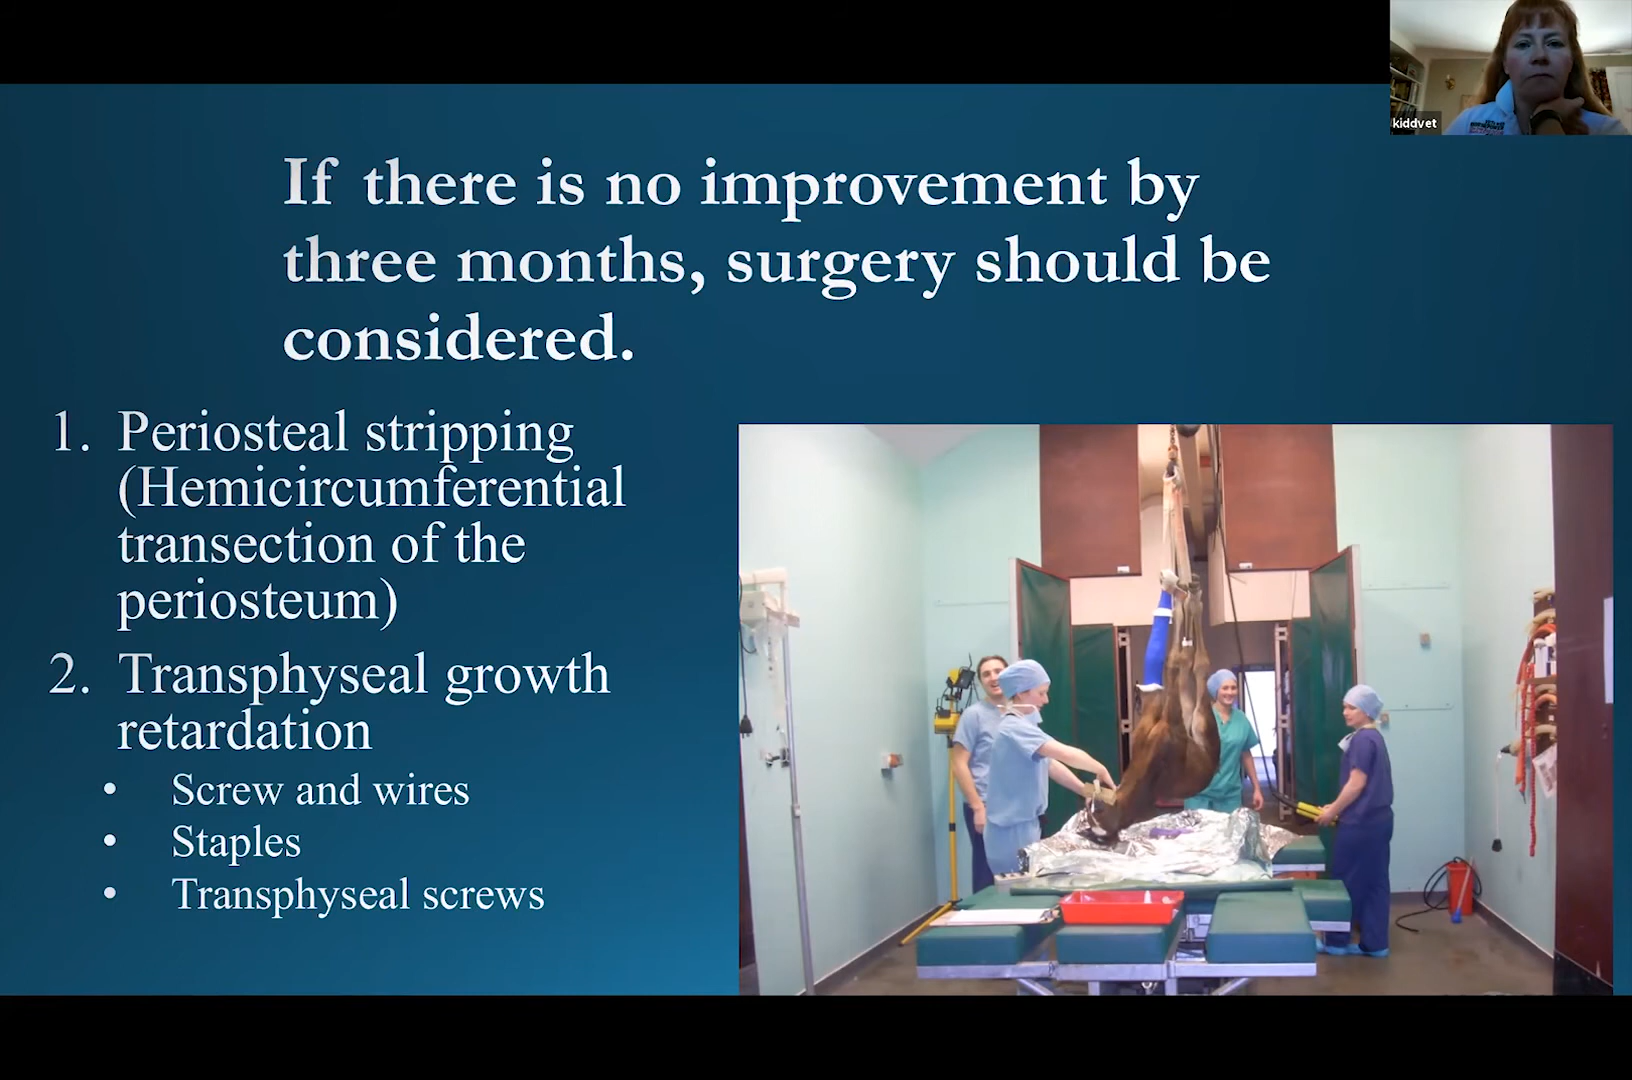 kiddvet
If there is no improvement by
three months, surgery should be
considered.
1. Periosteal stripping
(Hemicircumferential
transection of the
periosteum)
2. Transphyseal growth
retardation
• Screw and wires
• Staples
• Transphyseal screws